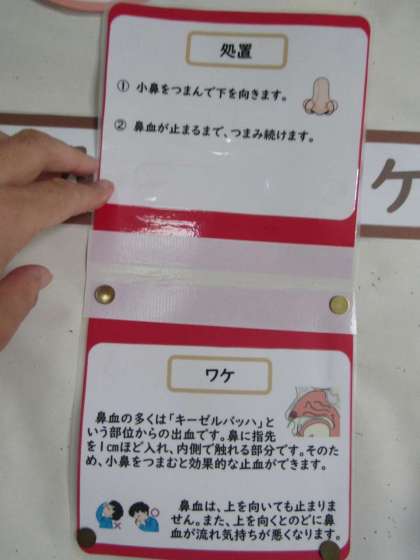 処置
① 小鼻をつまんで下を向きます。
② 鼻血が止まるまで、つまみ続けます。
ケ
ワケ
鼻血の多くは「キーゼルバッハ」と
いう部位からの出血です。鼻に指先
を1cmほど入れ、内側で触れる部分です。そのた
め、小鼻をつまむと効果的な止血ができます。
鼻血は、上を向いても止まりま
せん。また、上を向くとのどに鼻
血が流れ気持ちが悪くなります。